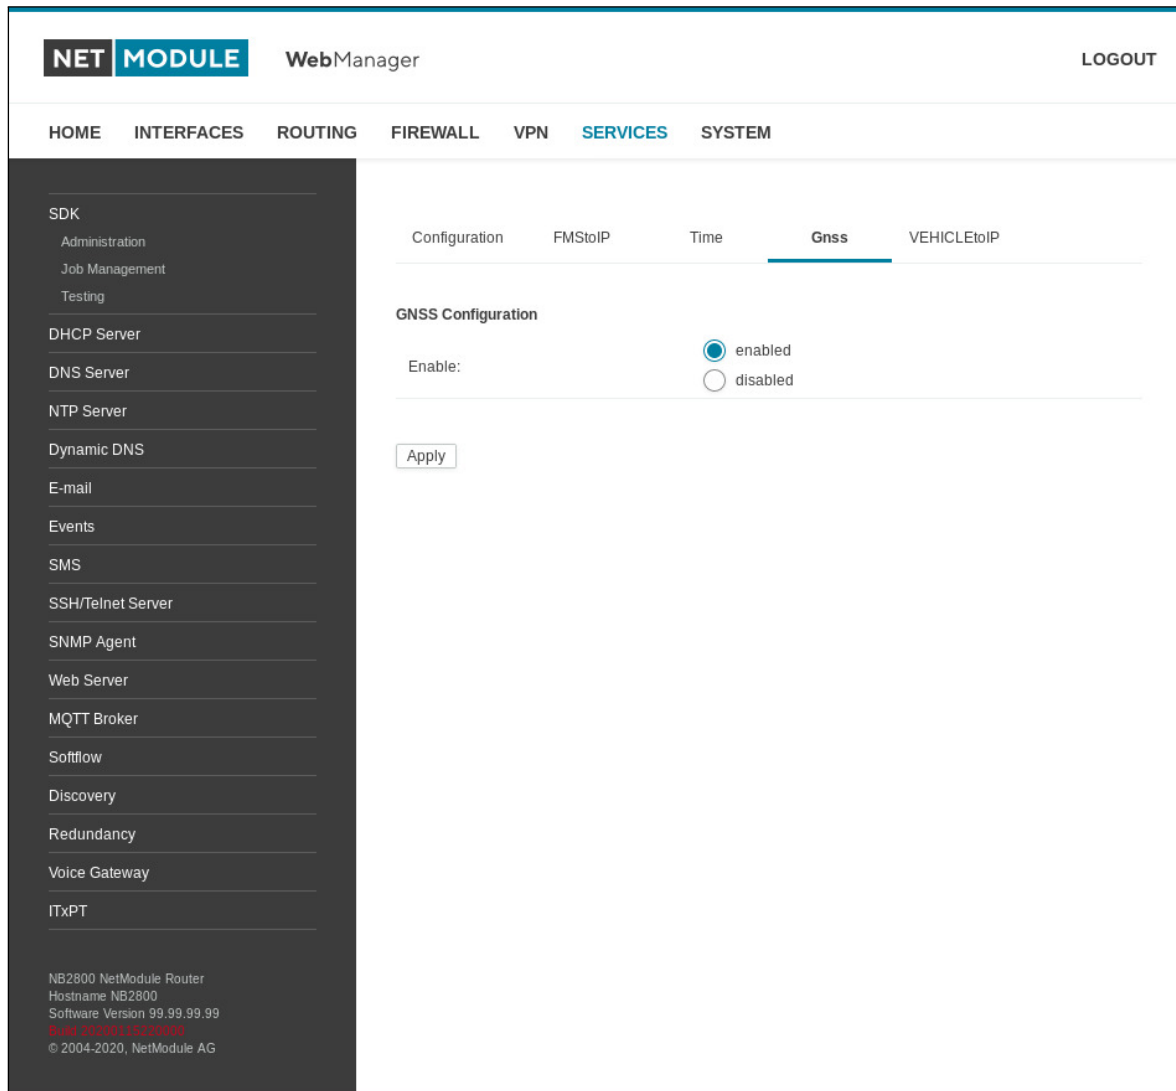 NET MODULE WebManager LOGOUT
HOME INTERFACES ROUTING FIREWALL VPN SERVICES SYSTEM
SDK
Administration
Job Management
Testing
DHCP Server
DNS Server
NTP Server
Dynamic DNS
E-mail
Events
SMS
SSH/Telnet Server
SNMP Agent
Web Server
MQTT Broker
Softflow
Discovery
Redundancy
Voice Gateway
ITxPT
NB2800 NetModule Router
Hostname NB2800
Software Version 99.99.99.99
Build
© 2004-2020, NetModule AG
Configuration FMStoIP Time Gnss VEHICLEtoIP
GNSS Configuration
Enable:
enabled
disabled
Apply